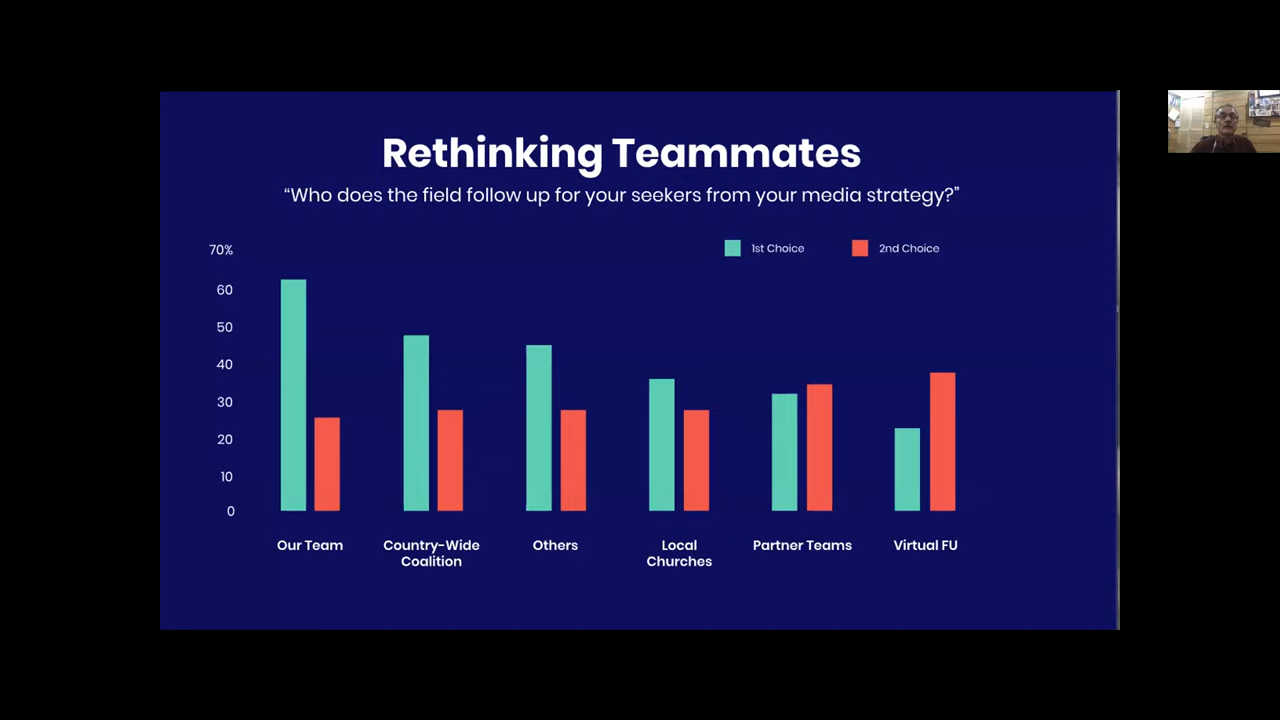 Rethinking Teammates
“Who does the field follow up for your seekers from your media strategy?”
1st Choice
2nd Choice
70%
60
50
40
30
20
10
0
Our Team
Country-Wide
Coalition
Others
Local
Churches
Partner Teams
Virtual FU